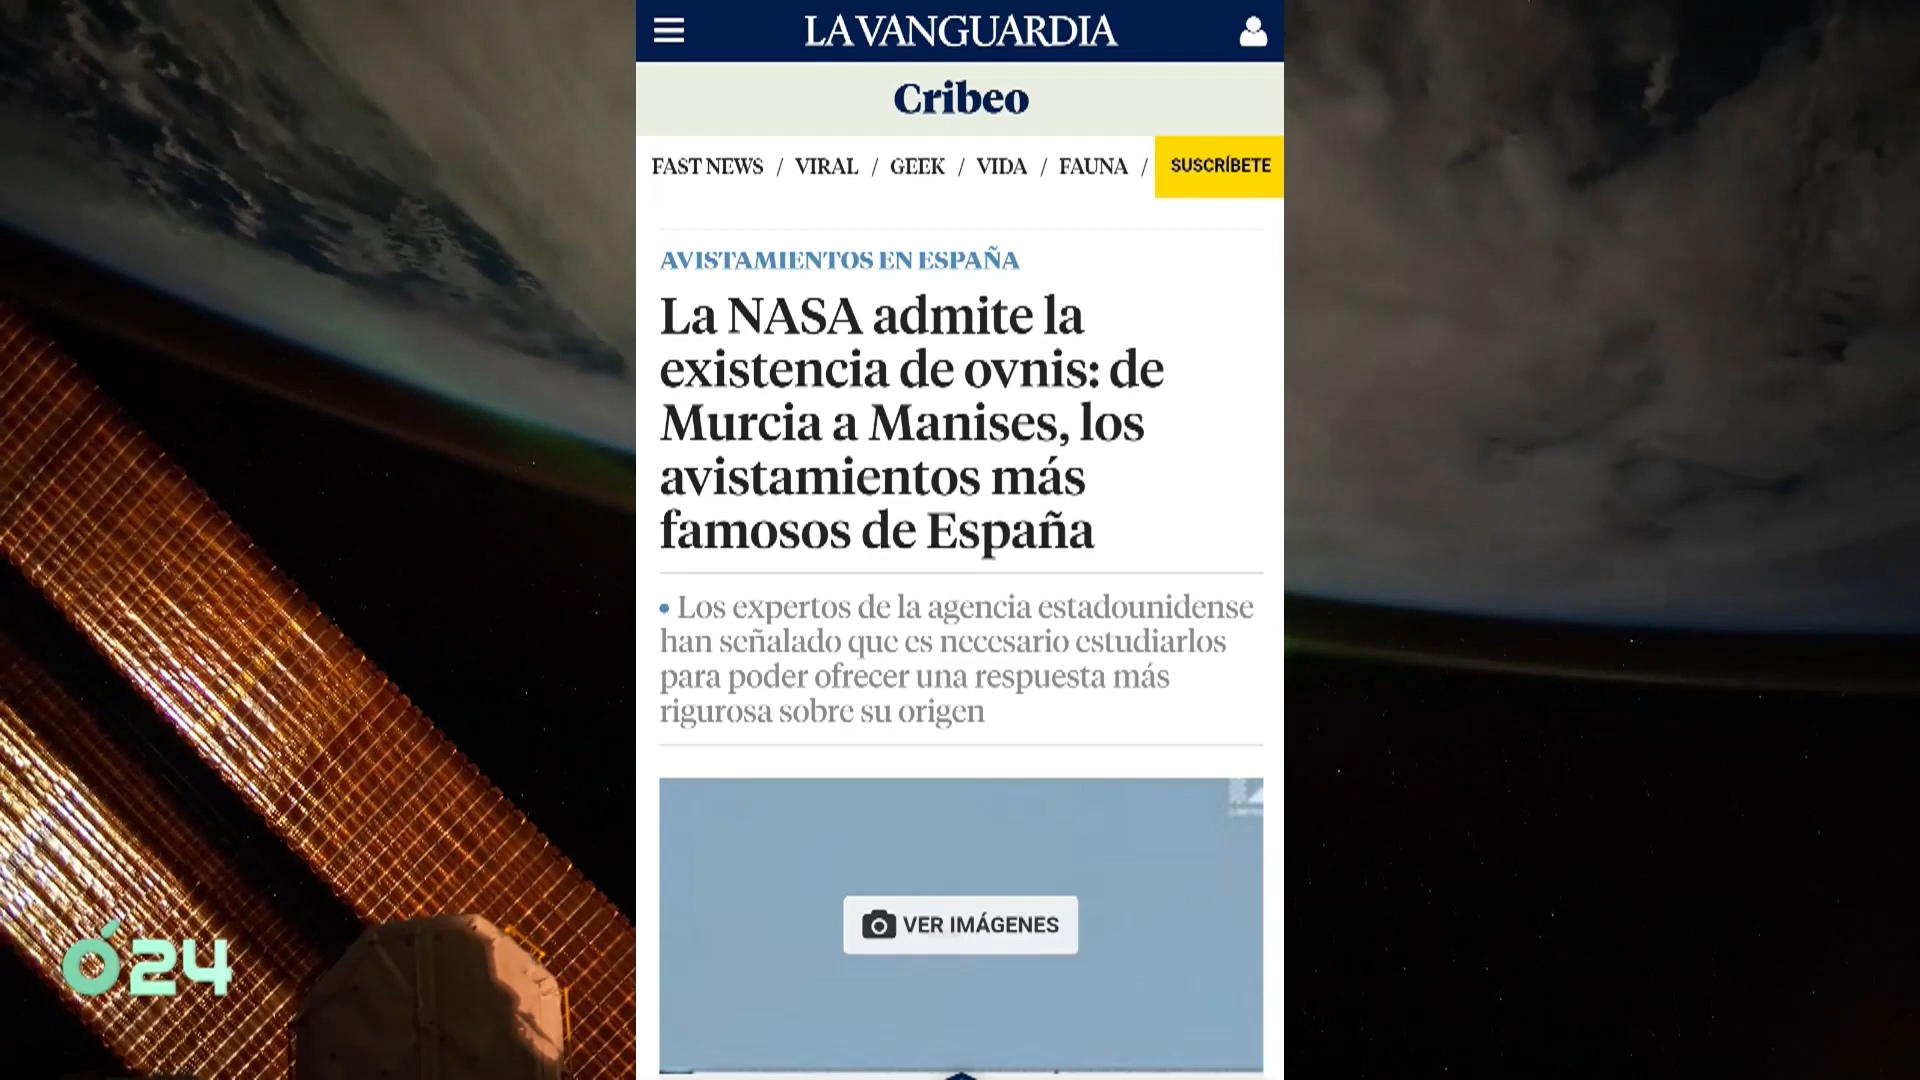 LA VANGUARDIA
Cribeo
FAST NEWS / VIRAL / GEEK / VIDA / FAUNA /
SUSCRÍBETE
AVISTAMIENTOS EN ESPAÑA
La NASA admite la
existencia de ovnis: de
Murcia a Manises, los
avistamientos más
famosos de España
• Los expertos de la agencia estadounidense
han señalado que es necesario estudiarlos
para poder ofrecer una respuesta más
rigurosa sobre su origen
VER IMÁGENES
ó24